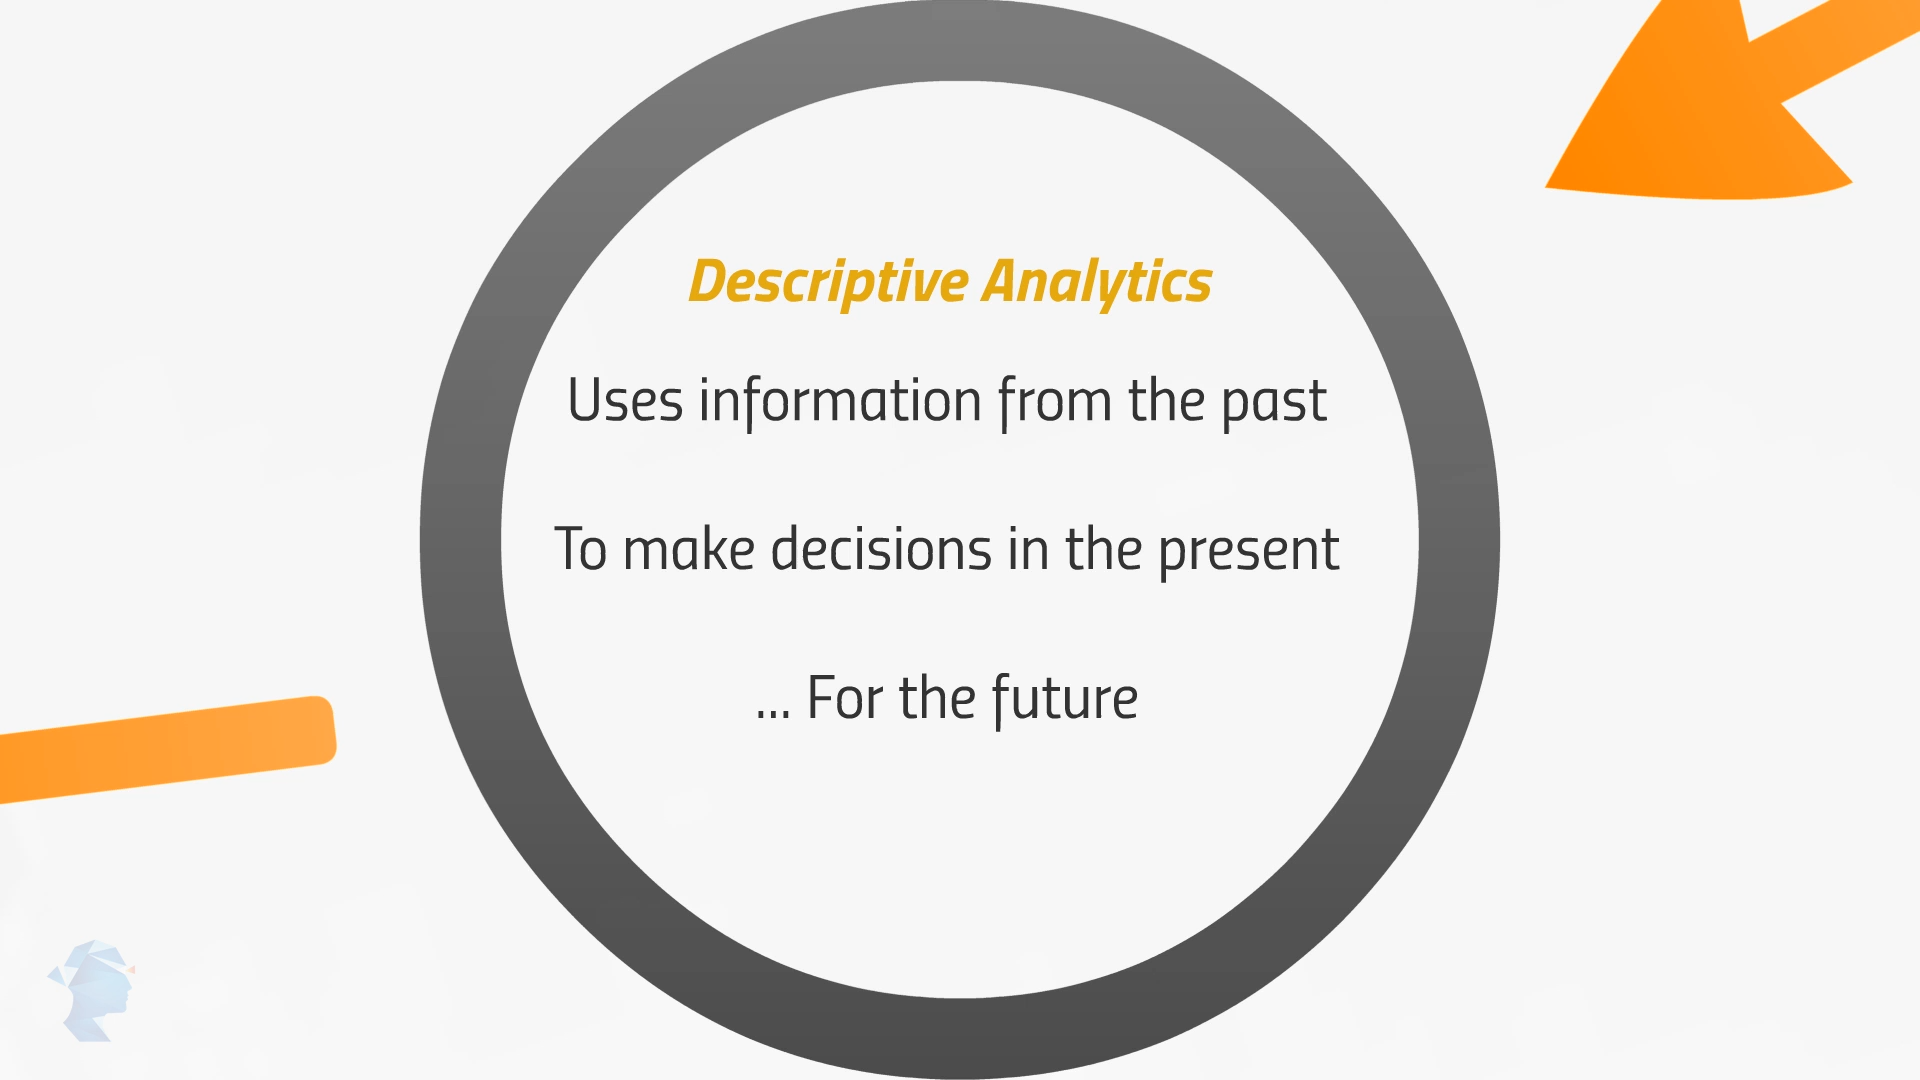 Descriptive Analytics
Uses information from the past
To make decisions in the present
... For the future